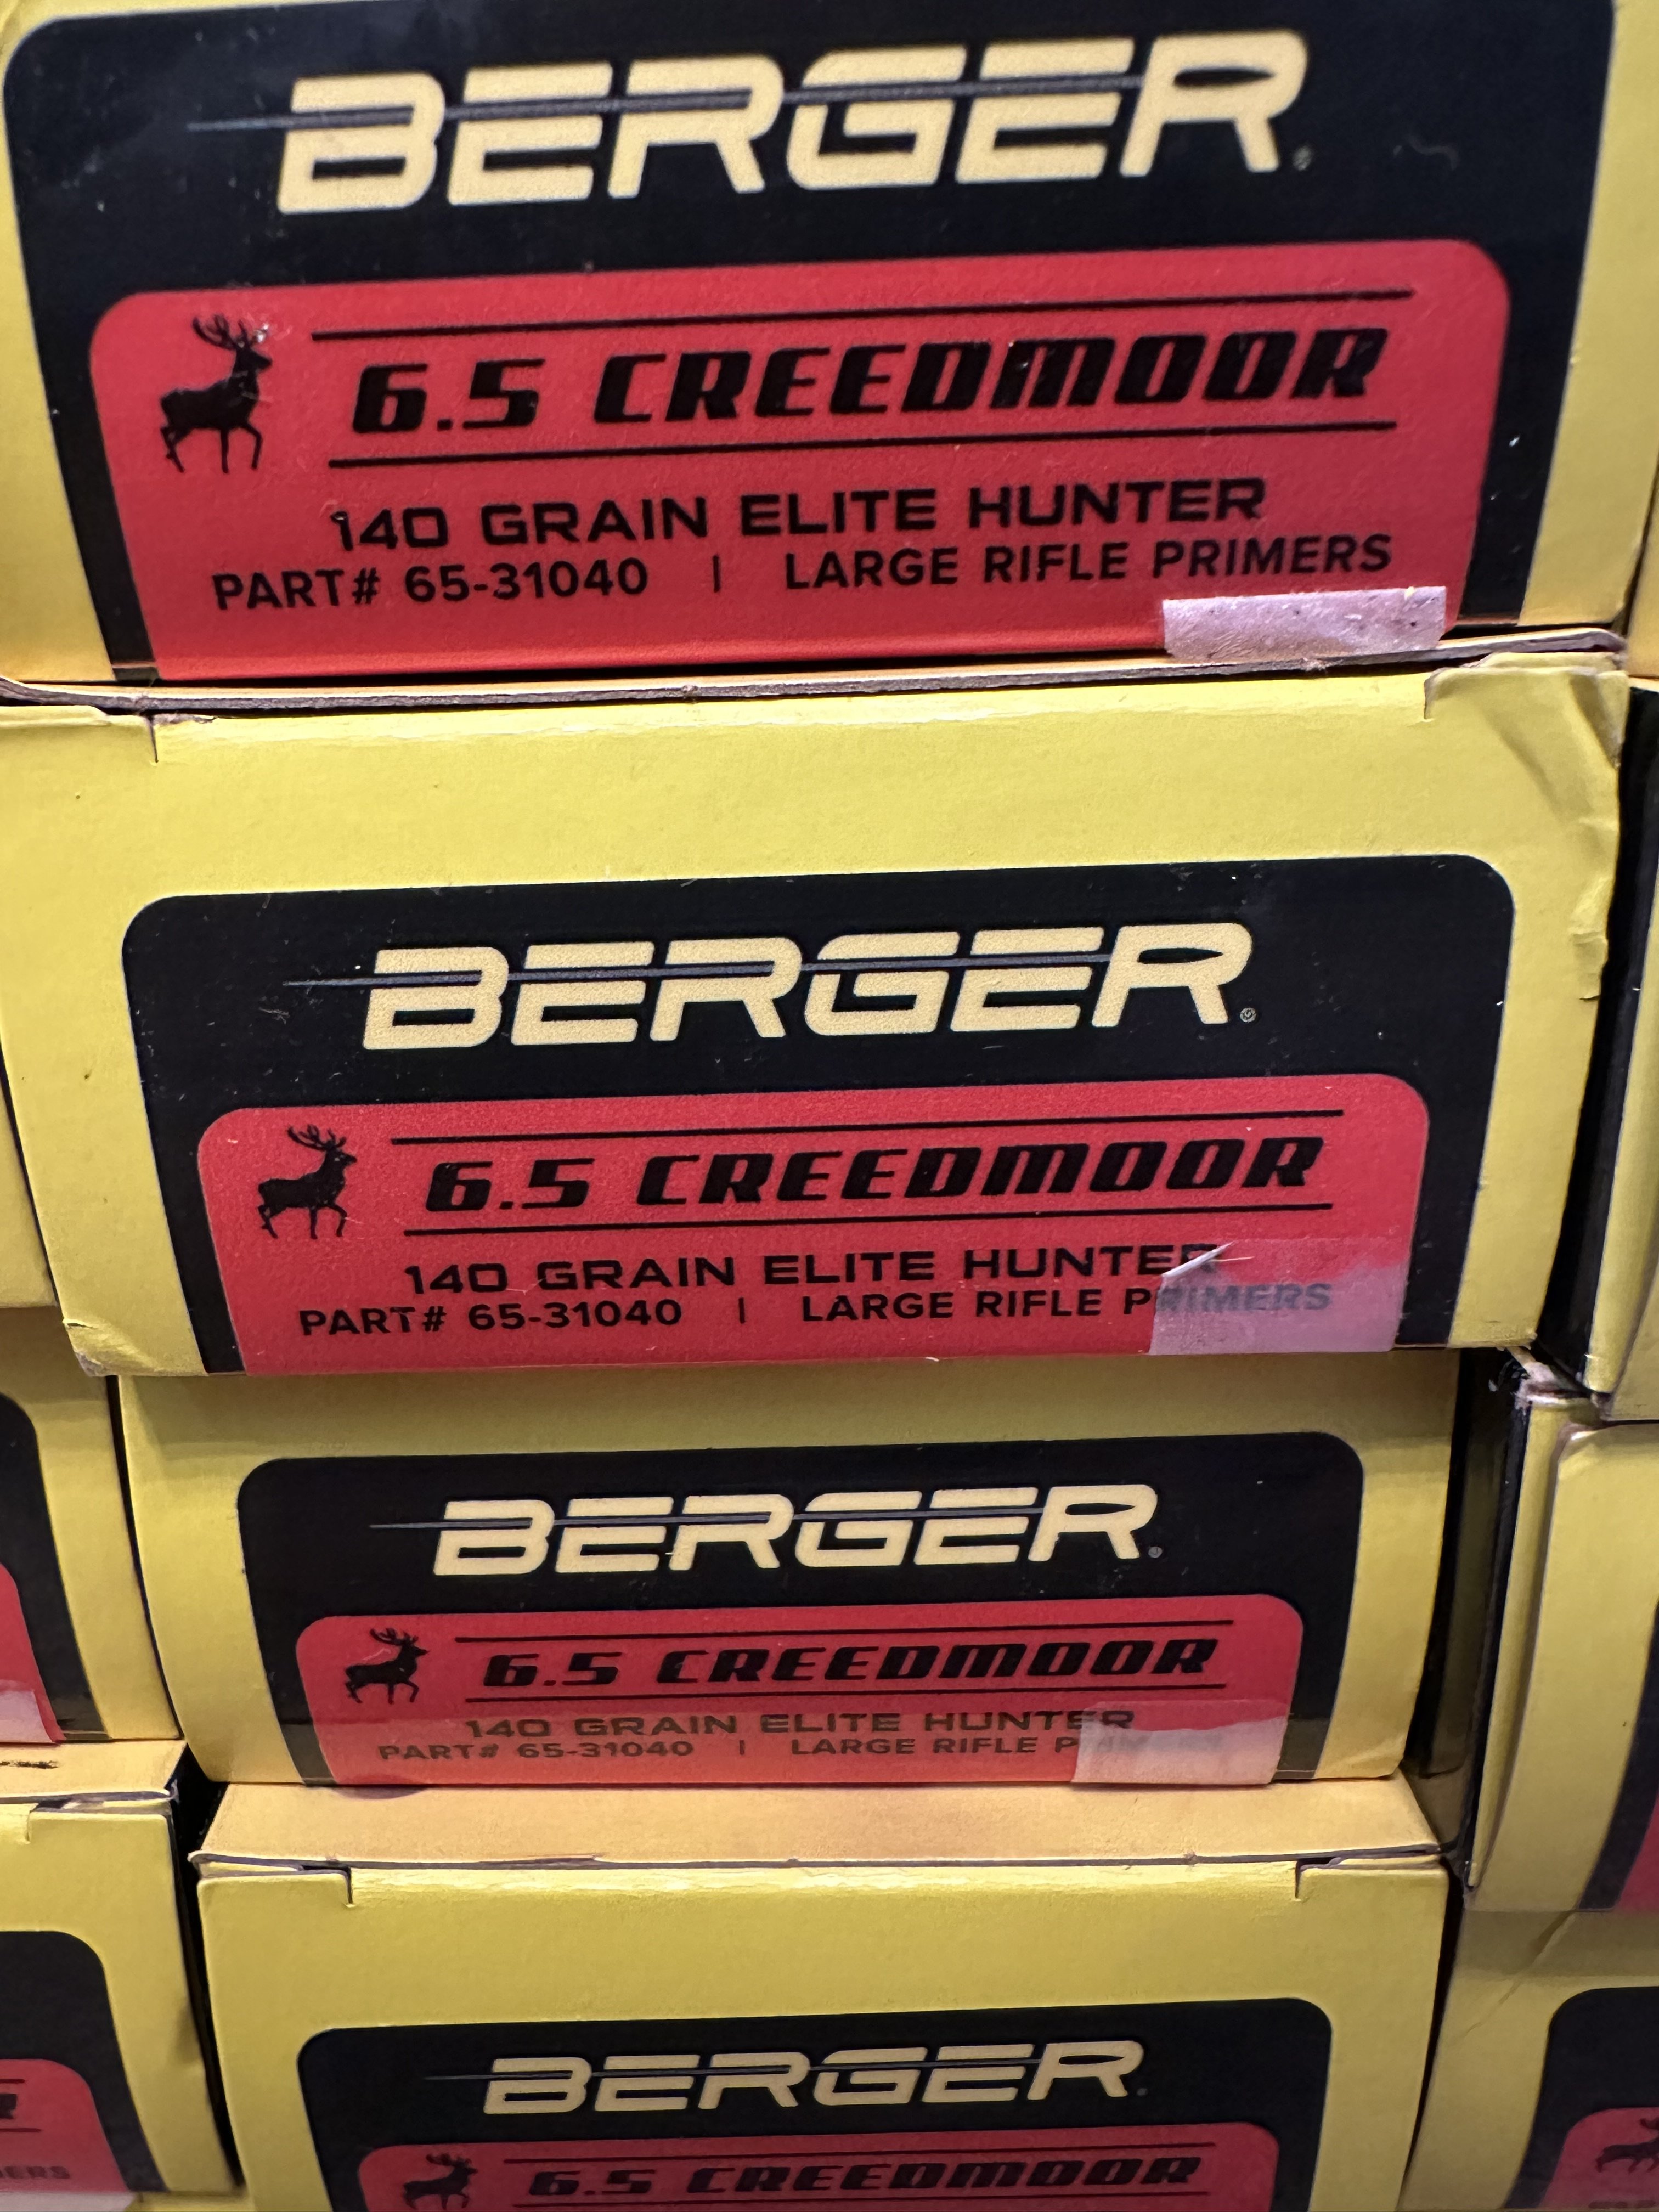 BERGER
6.5 CREEDMOOR
140 GRAIN ELITE HUNTER
PART# 65-31040 | LARGE RIFLE PRIMERS
BERGER
6.5 CREEDMOOR
140 GRAIN ELITE HUNTER
PART# 65-31040 | LARGE RIFLE PRIMERS
BERGER
6.5 CREEDMOOR
140 GRAIN ELITE HUNTER
PART# 65-31040 | LARGE RIFLE
BERGER
6.5 CREEDMOOR